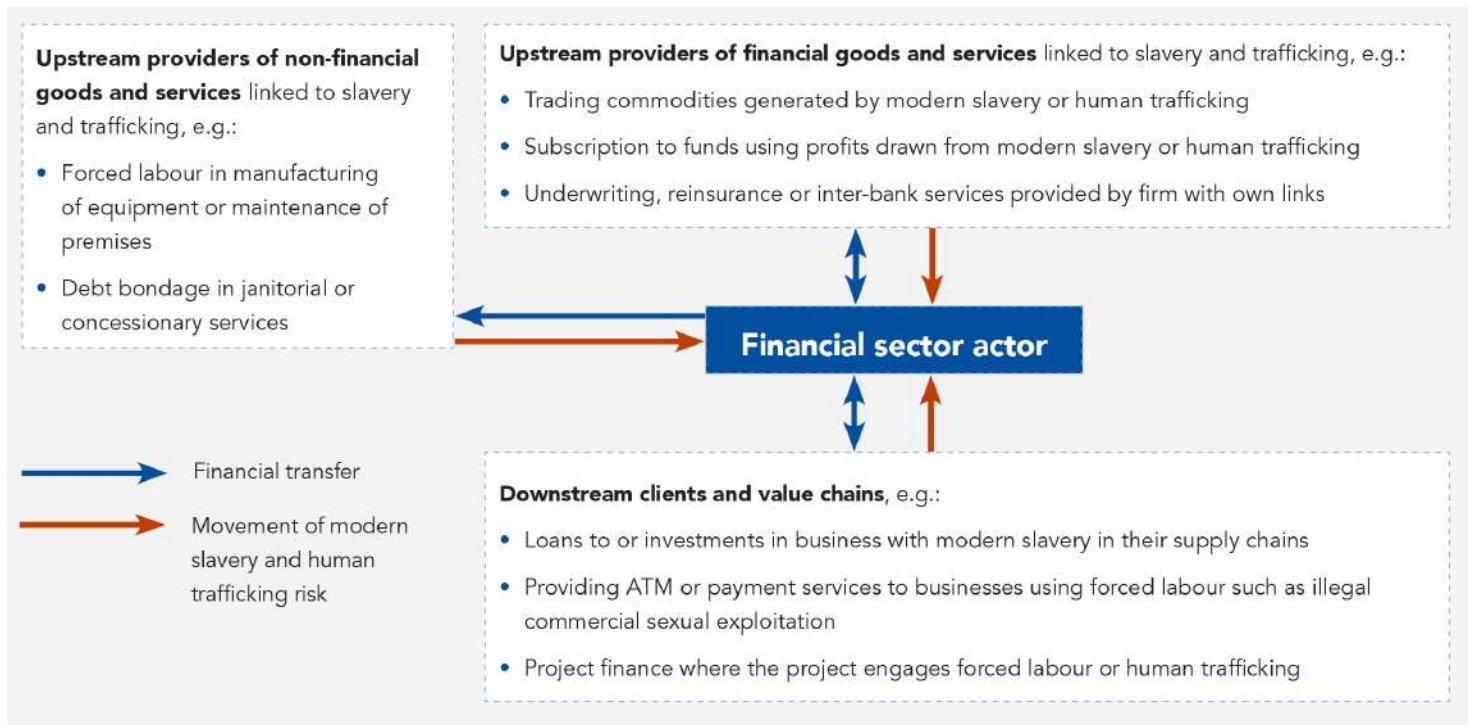 Upstream providers of non-financial
goods and services linked to slavery
and trafficking, e.g.:
• Forced labour in manufacturing
of equipment or maintenance of
premises
• Debt bondage in janitorial or
concessionary services
Upstream providers of financial goods and services linked to slavery and trafficking, e.g.:
• Trading commodities generated by modern slavery or human trafficking
• Subscription to funds using profits drawn from modern slavery or human trafficking
• Underwriting, reinsurance or inter-bank services provided by firm with own links
Financial sector actor
Financial transfer
Movement of modern
slavery and human
trafficking risk
Downstream clients and value chains, e.g.:
• Loans to or investments in business with modern slavery in their supply chains
• Providing ATM or payment services to businesses using forced labour such as illegal
commercial sexual exploitation
• Project finance where the project engages forced labour or human trafficking